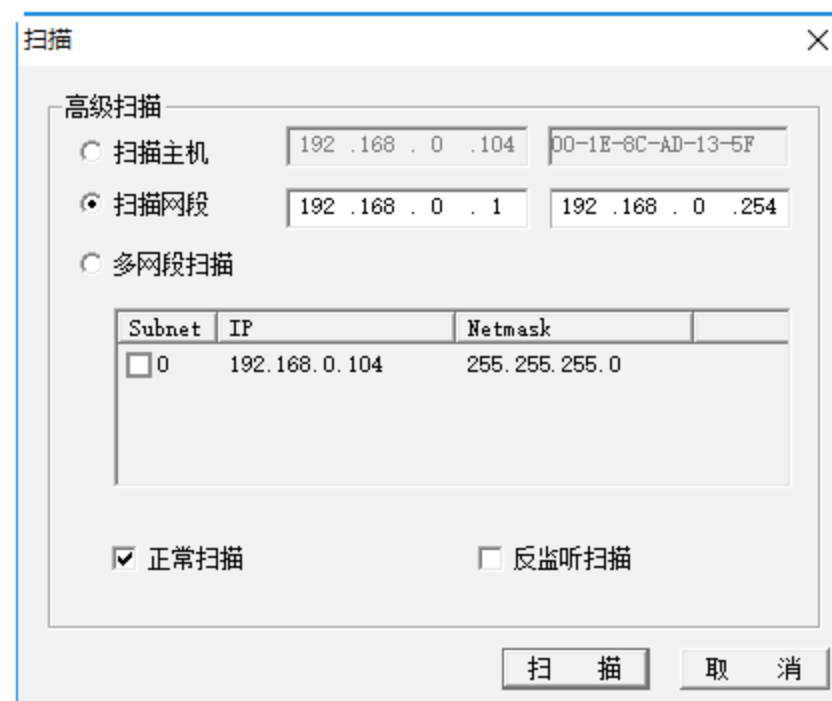 扫描
高级扫描
扫描主机 192 .168 . 0 .104 00-1E-8C-AD-13-5F
扫描网段 192 .168 . 0 . 1 192 .168 . 0 .254
多网段扫描
Subnet IP Netmask
0 192.168.0.104 255.255.255.0
正常扫描 反监听扫描
扫 描 取 消